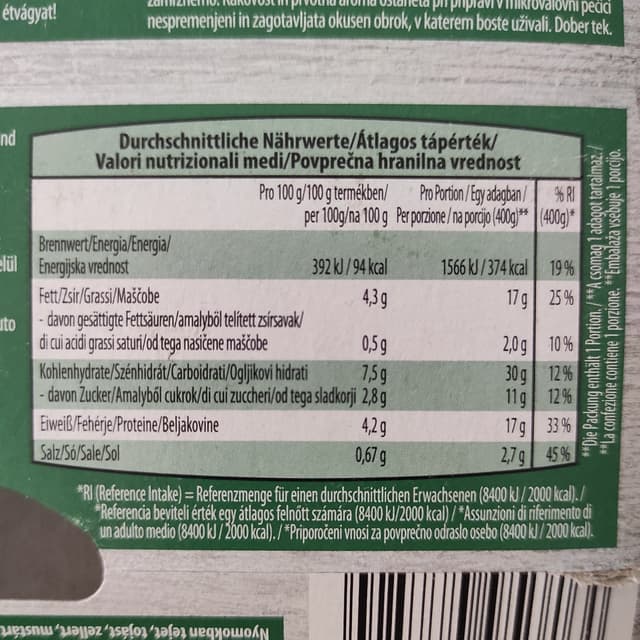 étvágyat!
nespremenjeni in zagotavljata okusen obrok, v katerem boste uživali. Dober tek.
Durchschnittliche Nährwerte/Átlagos tápérték/
Valori nutrizionali medi/Povprečna hranilna vrednost
Pro 100 g/100 g termékben/ Pro Portion / Egy adagban / % RI
per 100g/na 100 g Per porzione / na porcijo (400g)** (400g)*
Brennwert/Energia/Energia/
Energijska vrednost 392 kJ / 94 kcal 1566 kJ / 374 kcal 19 %
Fett/Zsír/Grassi/Maščobe 4,3 g 17 g 25 %
- davon gesättigte Fettsäuren/amalyböl telített zsírsavak/
di cui acidi grassi saturi/od tega nasičene maščobe 0,5 g 2,0 g 10 %
Kohlenhydrate/Szénhidrát/Carboidrati/Ogljikovi hidrati 7,5 g 30 g 12 %
- davon Zucker/Amalyből cukrok/di cui zuccheri/od tega sladkorji 2,8 g 11 g 12 %
Eiweiß/Fehérje/Proteine/Beljakovine 4,2 g 17 g 33 %
Salz/Só/Sale/Sol 0,67 g 2,7 g 45 %
**Die Packung enthält 1 Portion. / **A csomag 1 adagot tartalmaz. /
**La confezione contiene 1 porzione. **Embalaža vsebuje 1 porcijo.
*RI (Reference Intake) = Referenzmenge für einen durchschnittlichen Erwachsenen (8400 kJ / 2000 kcal). /
*Referencia beviteli érték egy átlagos felnőtt számára (8400 kJ/2000 kcal) / *Assunzioni di riferimento di
un adulto medio (8400 kJ / 2000 kcal). / *Priporočeni vnosi za povprečno odraslo osebo (8400 kJ / 2000 kcal).
Nyomokban tejet, tojást, zellert, mustárt